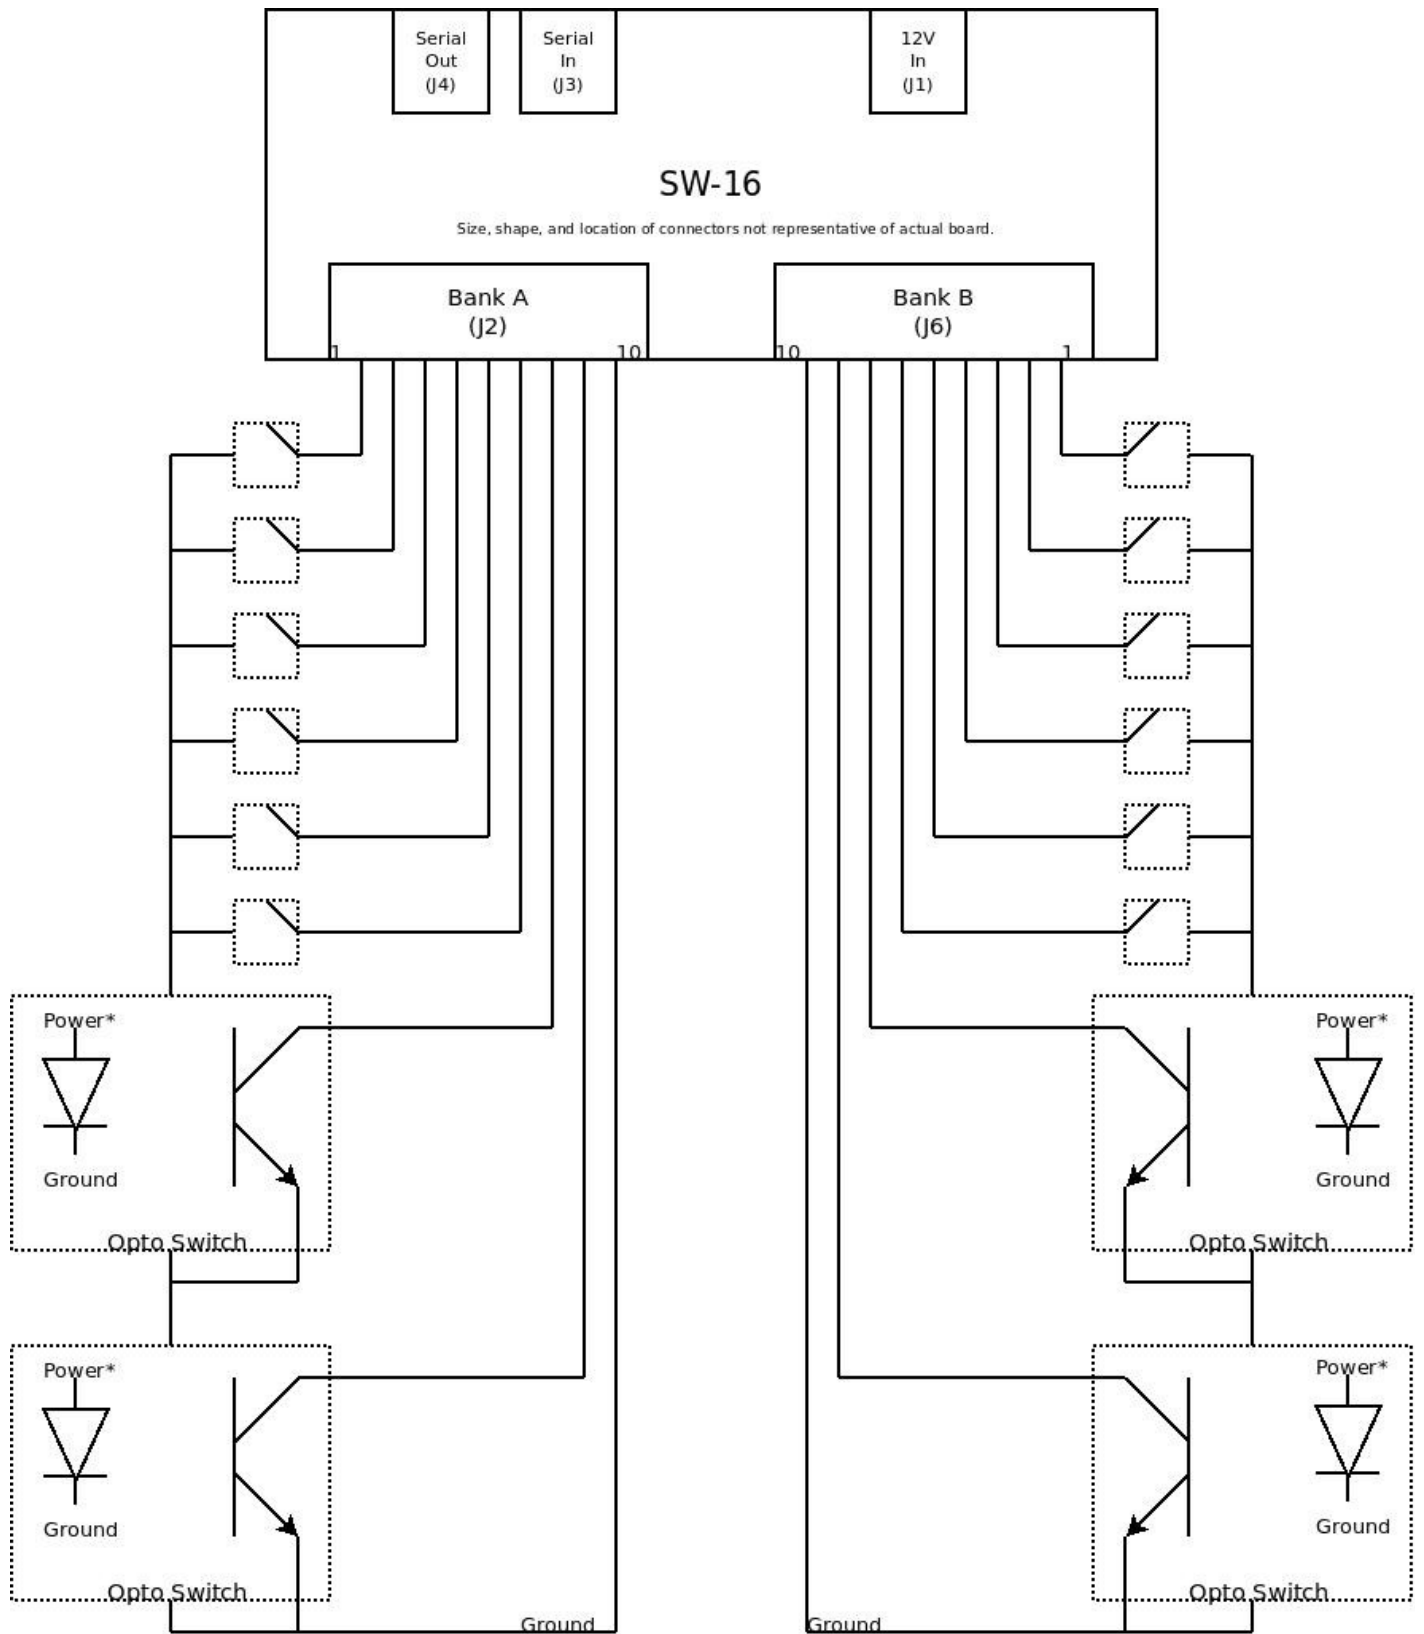 Serial
Out
(J4)
Serial
In
(J3)
12V
In
(J1)
SW-16
Size, shape, and location of connectors not representative of actual board.
Bank A
(J2)
1
10
Bank B
(J6)
10
1
Power*
Ground
Opto Switch
Power*
Ground
Opto Switch
Power*
Ground
Opto Switch
Power*
Ground
Opto Switch
Ground
Ground